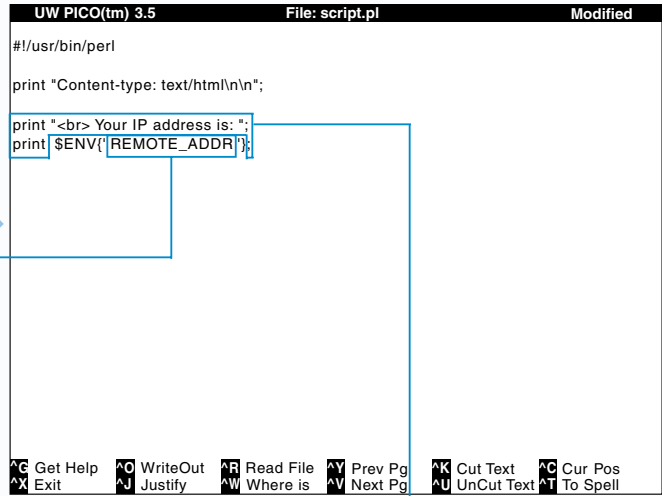 UW PICO(tm) 3.5 File: script.pl Modified
#!/usr/bin/perl
print "Content-type: text/html\n\n";
print "<br> Your IP address is: ";
print $ENV{'REMOTE_ADDR'};
^G Get Help ^O WriteOut ^R Read File ^Y Prev Pg ^K Cut Text ^C Cur Pos
^X Exit ^J Justify ^W Where is ^V Next Pg ^U UnCut Text ^T To Spell